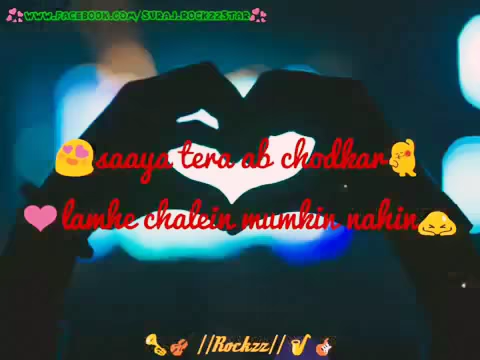 www.facebook.com/Suraj.RockzzStar
saaya tera ab chodkar
lamhe chalein mumkin nahin
//Rockzz//